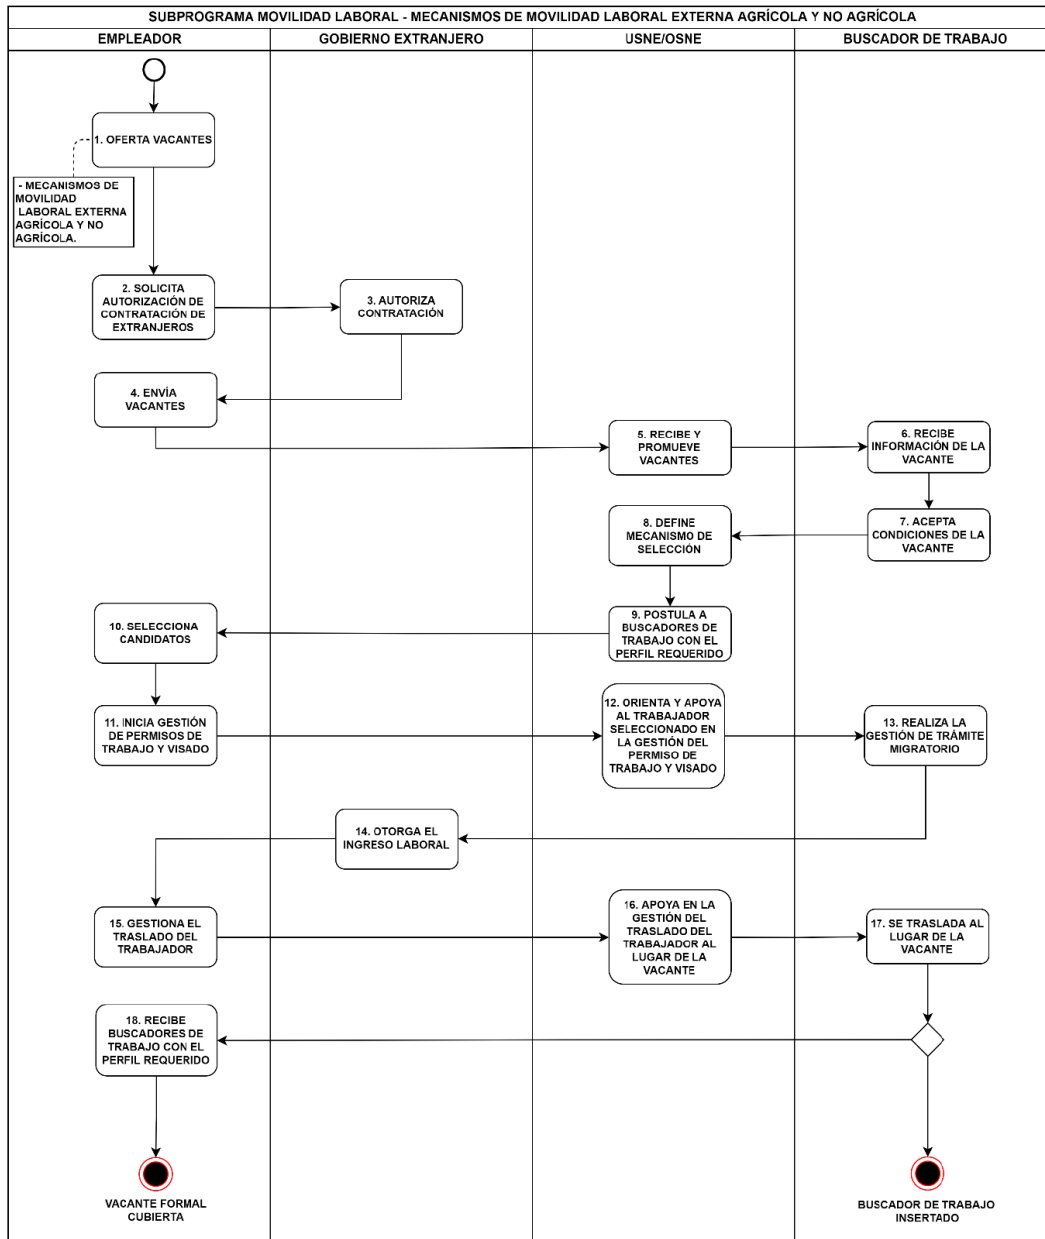 SUBPROGRAMA MOVILIDAD LABORAL - MECANISMOS DE MOVILIDAD LABORAL EXTERNA AGRÍCOLA Y NO AGRÍCOLA
EMPLEADOR
GOBIERNO EXTRANJERO
USNE/OSNE
BUSCADOR DE TRABAJO
1. OFERTA VACANTES
- MECANISMOS DE
MOVILIDAD
LABORAL EXTERNA
AGRÍCOLA Y NO
AGRÍCOLA.
2. SOLICITA
AUTORIZACIÓN DE
CONTRATACIÓN DE
EXTRANJEROS
3. AUTORIZA
CONTRATACIÓN
4. ENVÍA
VACANTES
5. RECIBE Y
PROMUEVE
VACANTES
6. RECIBE
INFORMACIÓN DE LA
VACANTE
7. ACEPTA
CONDICIONES DE LA
VACANTE
8. DEFINE
MECANISMO DE
SELECCIÓN
9. POSTULA A
BUSCADORES DE
TRABAJO CON EL
PERFIL REQUERIDO
10. SELECCIONA
CANDIDATOS
11. INICIA GESTIÓN
DE PERMISOS DE
TRABAJO Y VISADO
12. ORIENTA Y APOYA
AL TRABAJADOR
SELECCIONADO EN
LA GESTIÓN DEL
PERMISO DE
TRABAJO Y VISADO
13. REALIZA LA
GESTIÓN DE TRÁMITE
MIGRATORIO
14. OTORGA EL
INGRESO LABORAL
15. GESTIONA EL
TRASLADO DEL
TRABAJADOR
16. APOYA EN LA
GESTIÓN DEL
TRASLADO DEL
TRABAJADOR AL
LUGAR DE LA
VACANTE
17. SE TRASLADA AL
LUGAR DE LA
VACANTE
18. RECIBE
BUSCADORES DE
TRABAJO CON EL
PERFIL REQUERIDO
VACANTE FORMAL
CUBIERTA
BUSCADOR DE TRABAJO
INSERTADO